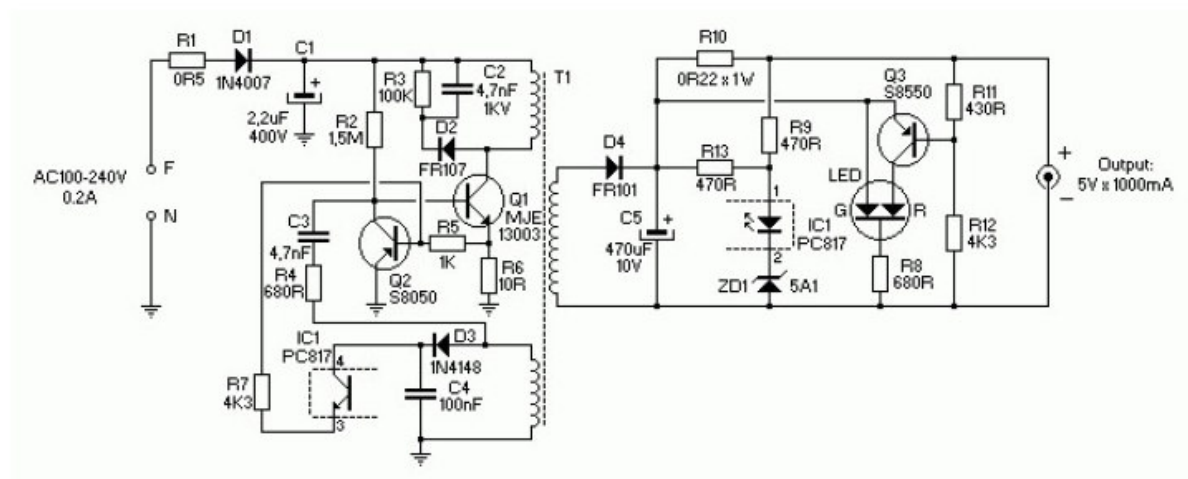 R1
0R5
D1
1N4007
C1
+
2,2uF
400V
R2
1,5M
R3
100K
C2
4,7nF
1KV
D2
FR107
T1
AC100-240V
0.2A
F
N
Q1
MJE
13003
C3
4,7nF
R4
680R
R5
1K
R6
10R
Q2
S8050
IC1
PC817
4
3
D3
1N4148
C4
100nF
R7
4K3
D4
FR101
R10
0R22 x 1W
R13
470R
R9
470R
C5
+
470uF
10V
1
IC1
PC817
2
ZD1
5A1
Q3
S8550
LED
G
R
R8
680R
R11
430R
R12
4K3
+
−
Output:
5V x 1000mA